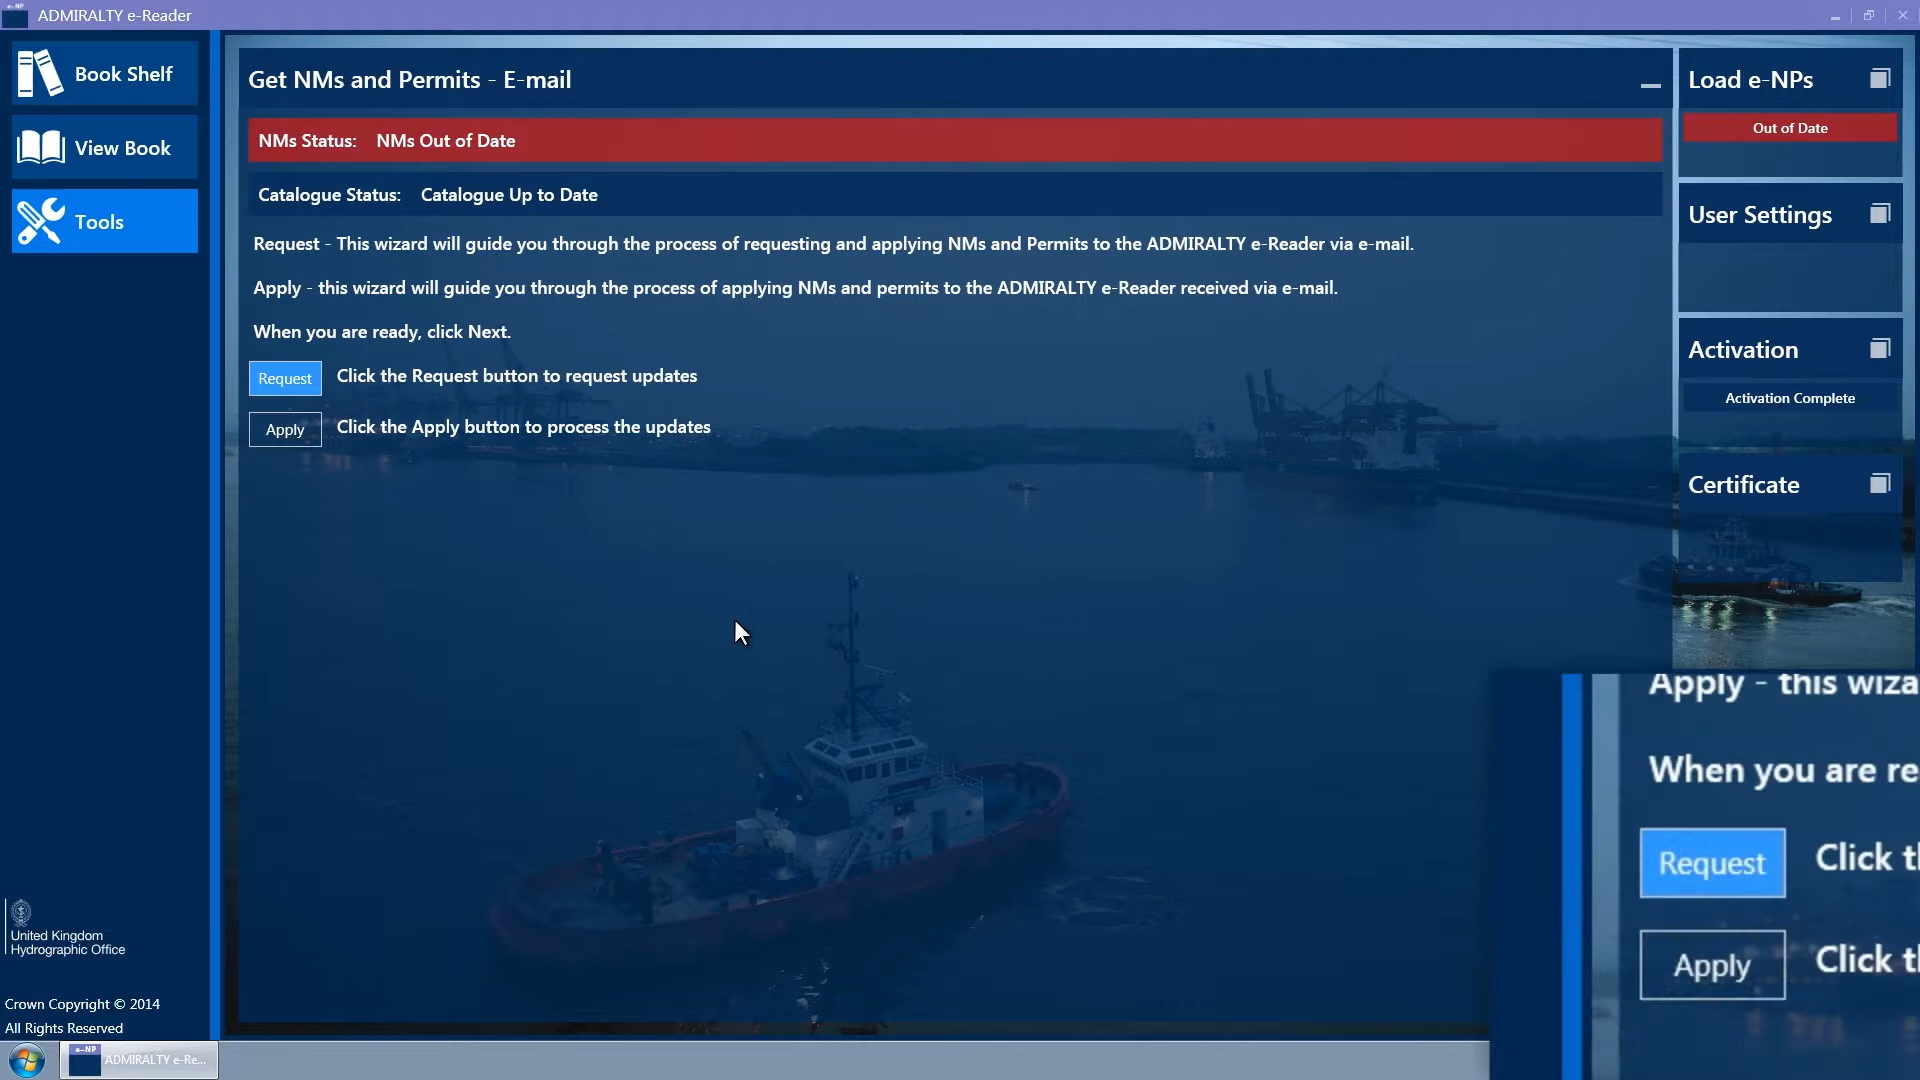 e-NP
ADMIRALTY e-Reader
Book Shelf
View Book
Tools
Get NMs and Permits - E-mail
NMs Status: NMs Out of Date
Catalogue Status: Catalogue Up to Date
Request - This wizard will guide you through the process of requesting and applying NMs and Permits to the ADMIRALTY e-Reader via e-mail.
Apply - this wizard will guide you through the process of applying NMs and permits to the ADMIRALTY e-Reader received via e-mail.
When you are ready, click Next.
Request Click the Request button to request updates
Apply Click the Apply button to process the updates
Load e-NPs
Out of Date
User Settings
Activation
Activation Complete
Certificate
Apply - this wiza
When you are re
Request Click th
Apply Click th
United Kingdom
Hydrographic Office
Crown Copyright © 2014
All Rights Reserved
e-NP
ADMIRALTY e-Re...